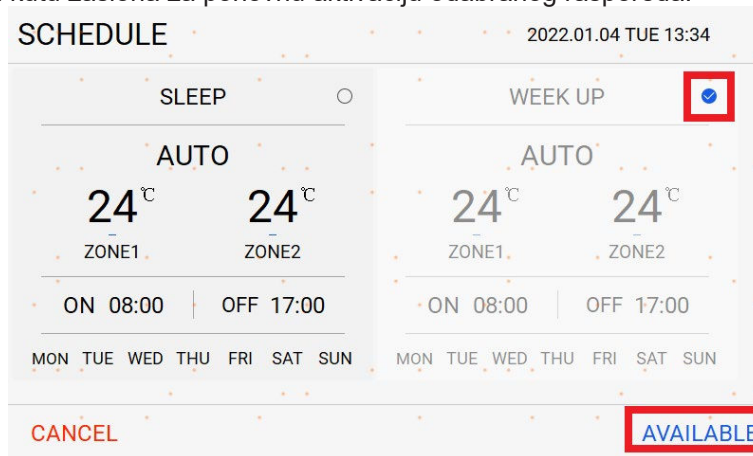 SCHEDULE 2022.01.04 TUE 13:34
SLEEP
AUTO
24℃ 24℃
ZONE1 ZONE2
ON 08:00 OFF 17:00
MON TUE WED THU FRI SAT SUN
WEEK UP
AUTO
24℃ 24℃
ZONE1 ZONE2
ON 08:00 OFF 17:00
MON TUE WED THU FRI SAT SUN
CANCEL AVAILABLE